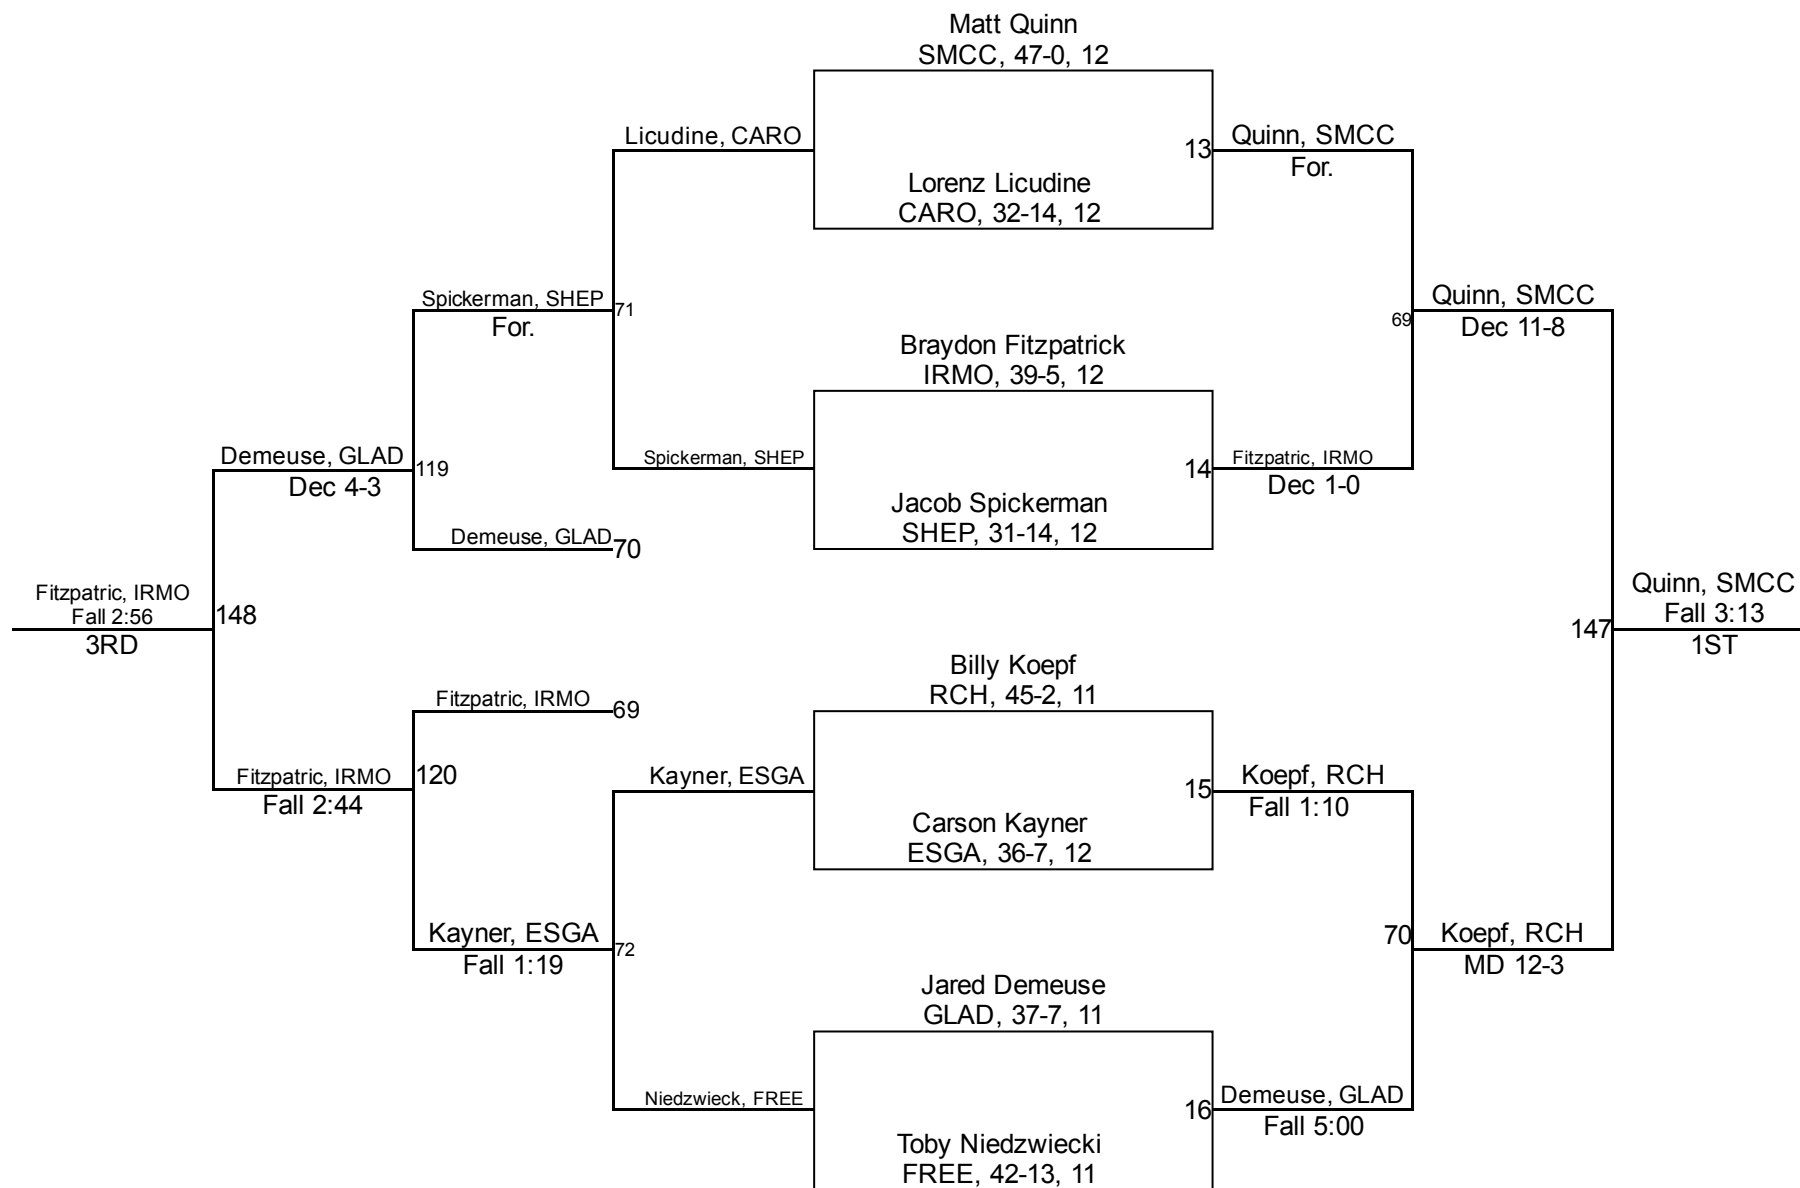 Matt Quinn
SMCC, 47-0, 12
Licudine, CARO
13
Quinn, SMCC
For.
Lorenz Licudine
CARO, 32-14, 12
Spickerman, SHEP
For.
71
Quinn, SMCC
Dec 11-8
69
Braydon Fitzpatrick
IRMO, 39-5, 12
Demeuse, GLAD
Dec 4-3
119
Spickerman, SHEP
14
Fitzpatric, IRMO
Dec 1-0
Jacob Spickerman
SHEP, 31-14, 12
Demeuse, GLAD
70
Fitzpatric, IRMO
Fall 2:56
3RD
148
147
Quinn, SMCC
Fall 3:13
1ST
Billy Koepf
RCH, 45-2, 11
Fitzpatric, IRMO
69
Fitzpatric, IRMO
Fall 2:44
120
Kayner, ESGA
15
Koepf, RCH
Fall 1:10
Carson Kayner
ESGA, 36-7, 12
Kayner, ESGA
Fall 1:19
72
70
Koepf, RCH
MD 12-3
Jared Demeuse
GLAD, 37-7, 11
Niedzwieck, FREE
16
Demeuse, GLAD
Fall 5:00
Toby Niedzwiecki
FREE, 42-13, 11